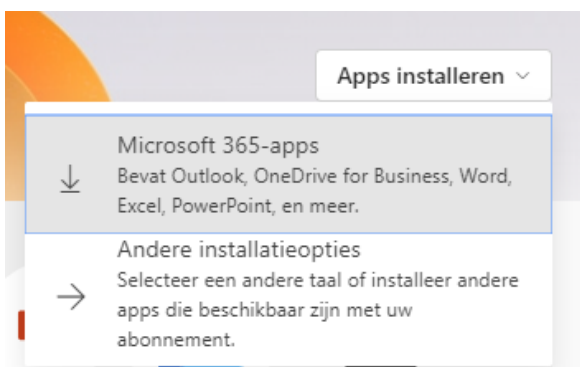 Apps installeren
Microsoft 365-apps
Bevat Outlook, OneDrive for Business, Word,
Excel, PowerPoint, en meer.
Andere installatieopties
Selecteer een andere taal of installeer andere
apps die beschikbaar zijn met uw
abonnement.